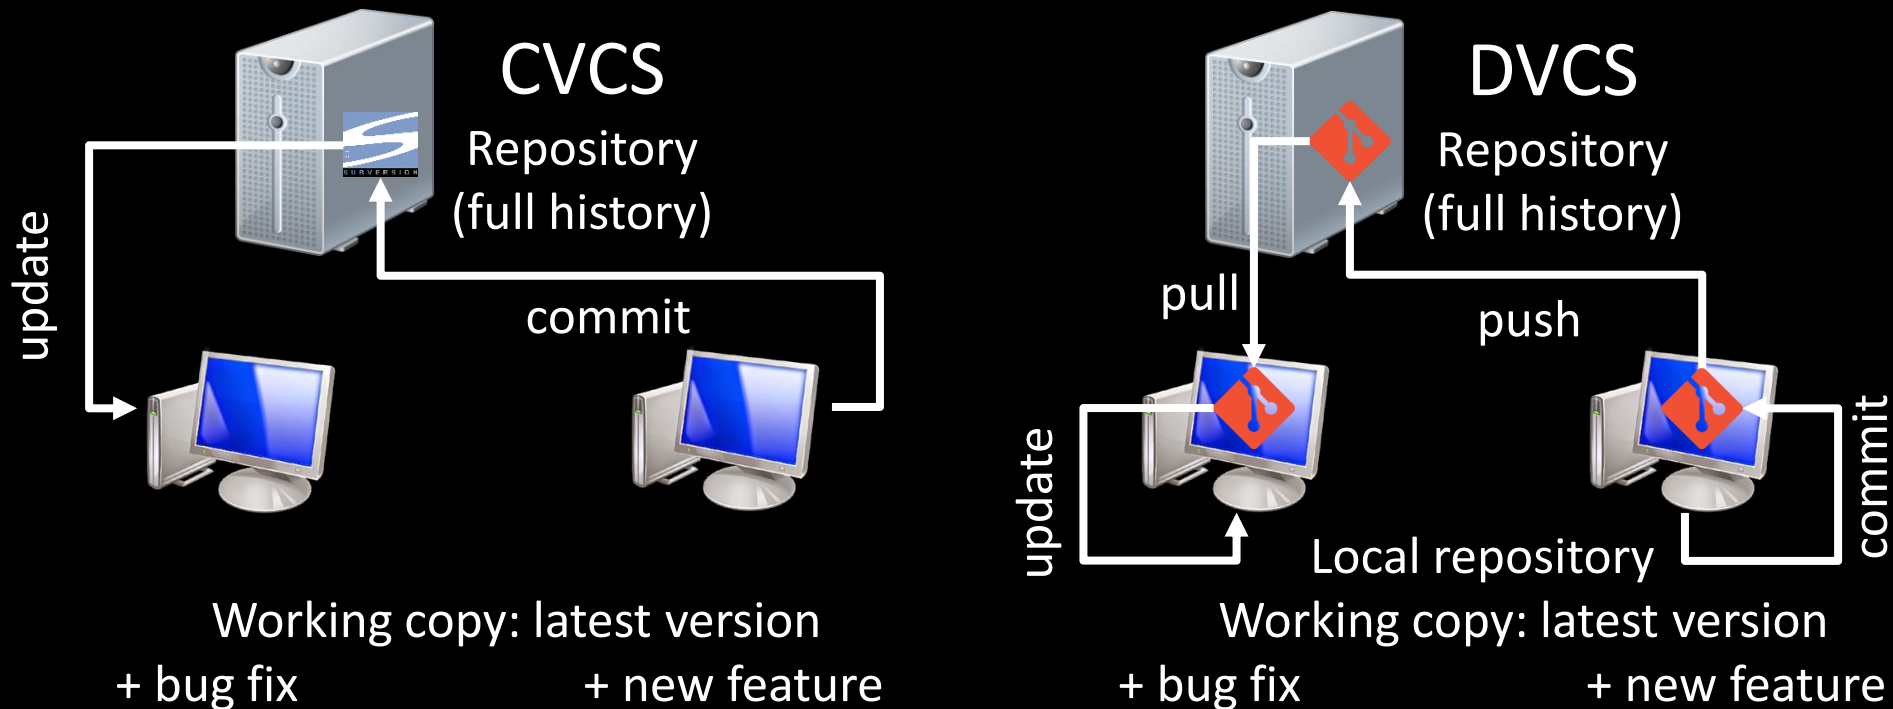 CVCS
Repository
(full history)
SUBVERSION
update
commit
Working copy: latest version
+ bug fix
+ new feature
DVCS
Repository
(full history)
pull
push
update
commit
Local repository
Working copy: latest version
+ bug fix
+ new feature